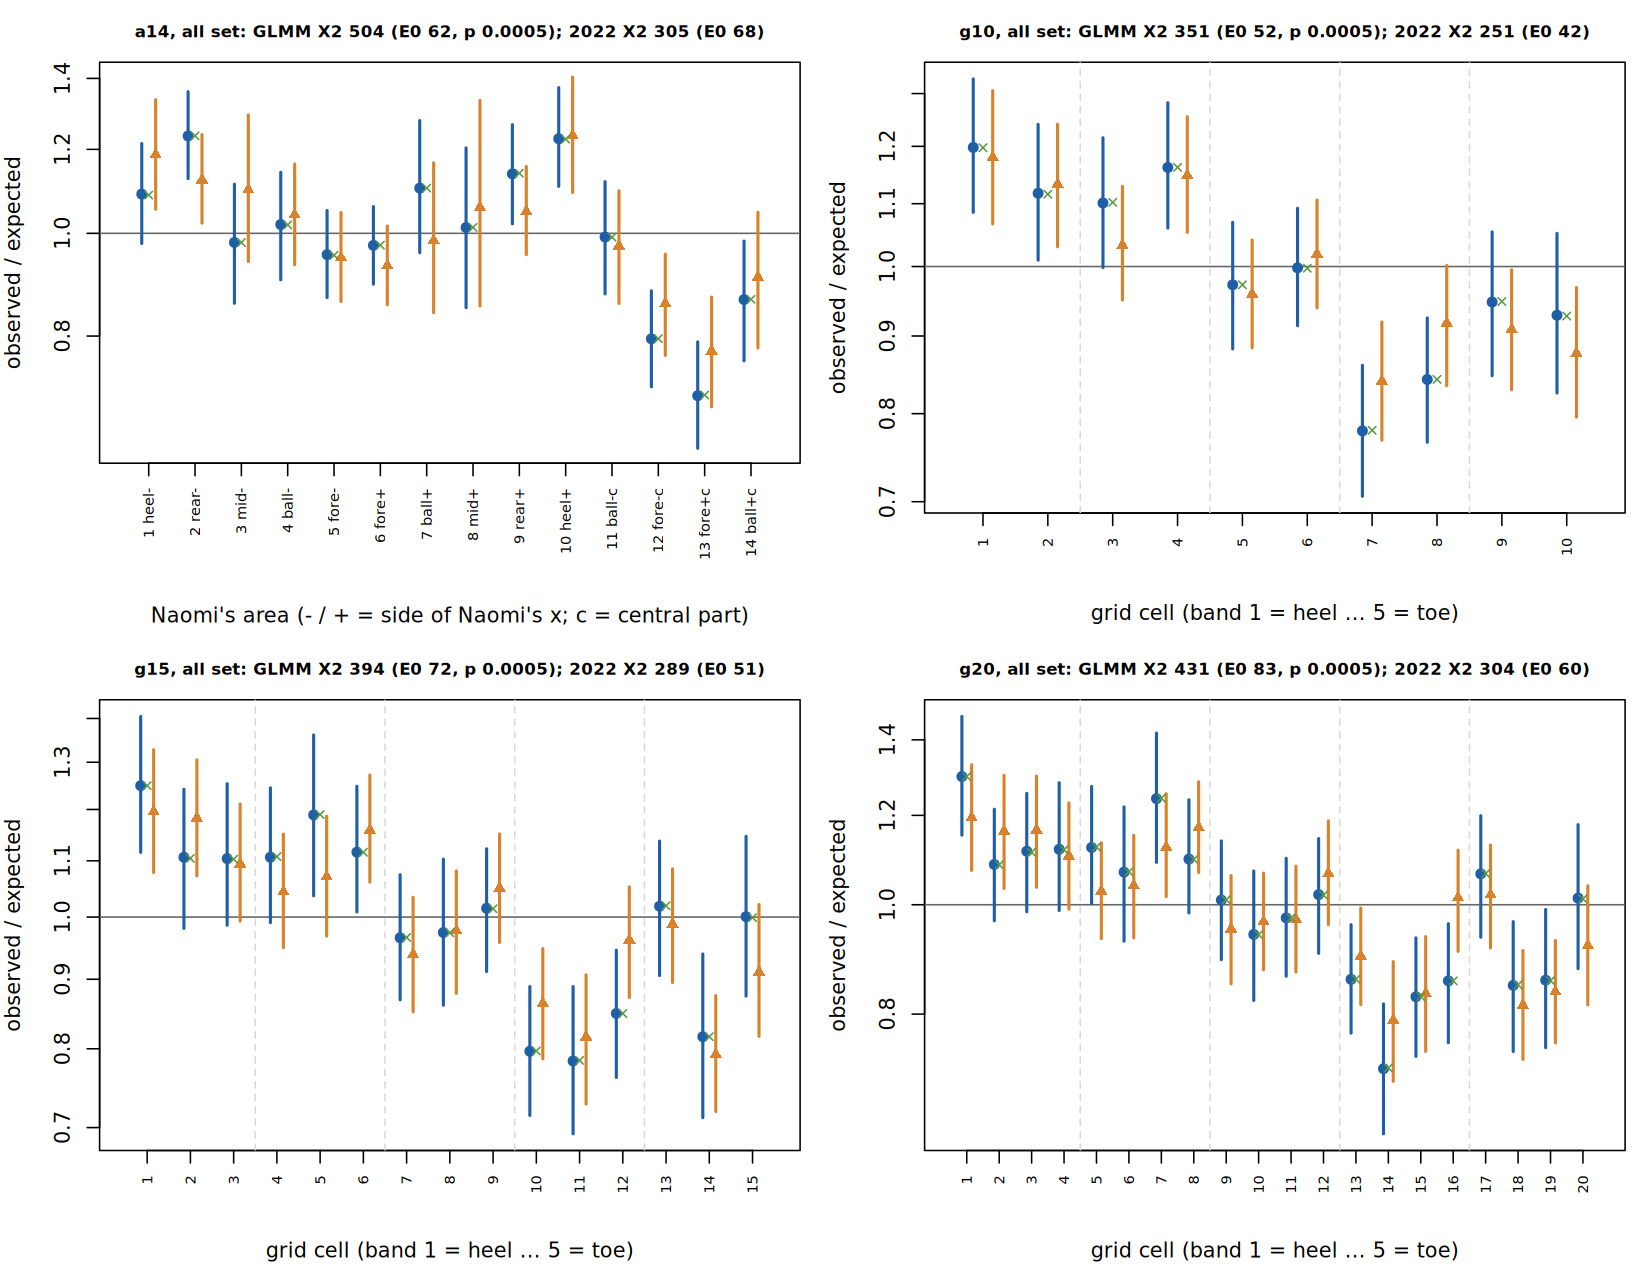 a14, all set: GLMM X2 504 (E0 62, p 0.0005); 2022 X2 305 (E0 68)
observed / expected
1.4
1.2
1.0
0.8
1 heel-
2 rear-
3 mid-
4 ball-
5 fore-
6 fore+
7 ball+
8 mid+
9 rear+
10 heel+
11 ball-c
12 fore-c
13 fore+c
14 ball+c
Naomi's area (- / + = side of Naomi's x; c = central part)
g10, all set: GLMM X2 351 (E0 52, p 0.0005); 2022 X2 251 (E0 42)
observed / expected
1.2
1.1
1.0
0.9
0.8
0.7
1
2
3
4
5
6
7
8
9
10
grid cell (band 1 = heel ... 5 = toe)
g15, all set: GLMM X2 394 (E0 72, p 0.0005); 2022 X2 289 (E0 51)
observed / expected
1.3
1.1
1.0
0.9
0.8
0.7
1
2
3
4
5
6
7
8
9
10
11
12
13
14
15
grid cell (band 1 = heel ... 5 = toe)
g20, all set: GLMM X2 431 (E0 83, p 0.0005); 2022 X2 304 (E0 60)
observed / expected
1.4
1.2
1.0
0.8
1
2
3
4
5
6
7
8
9
10
11
12
13
14
15
16
17
18
19
20
grid cell (band 1 = heel ... 5 = toe)